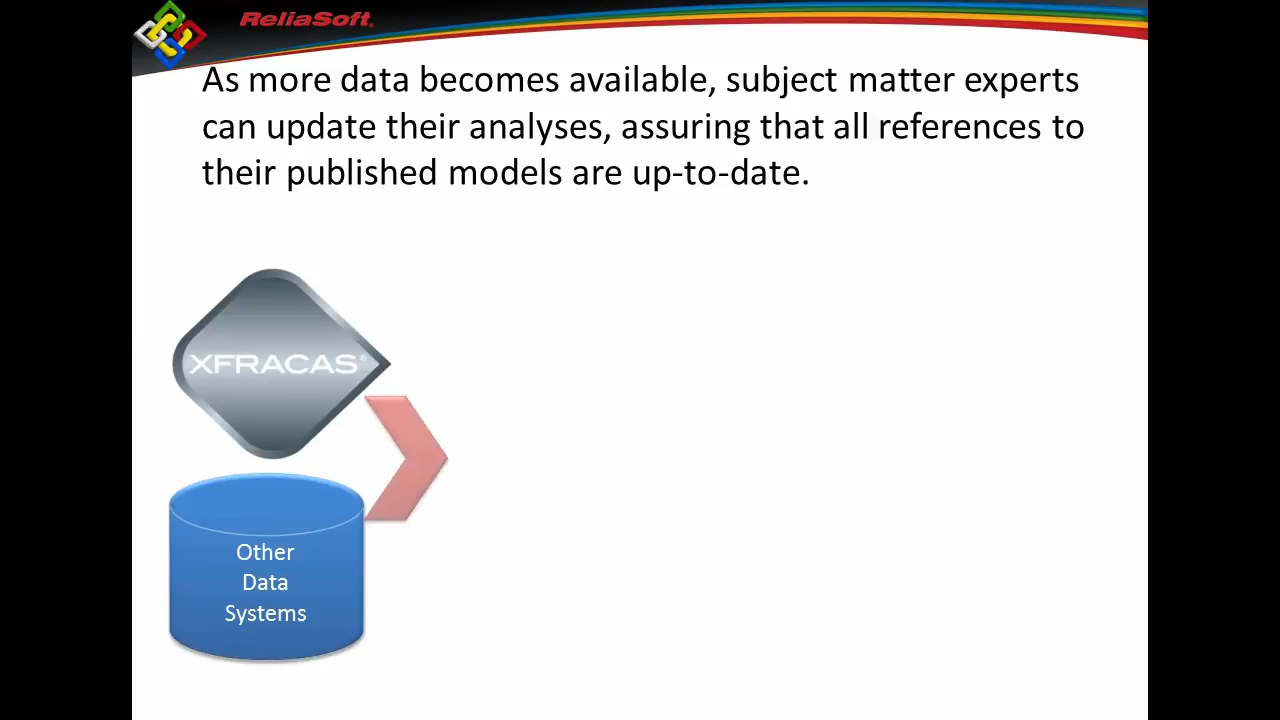 ReliaSoft®
As more data becomes available, subject matter experts
can update their analyses, assuring that all references to
their published models are up-to-date.
XFRACAS®
Other
Data
Systems